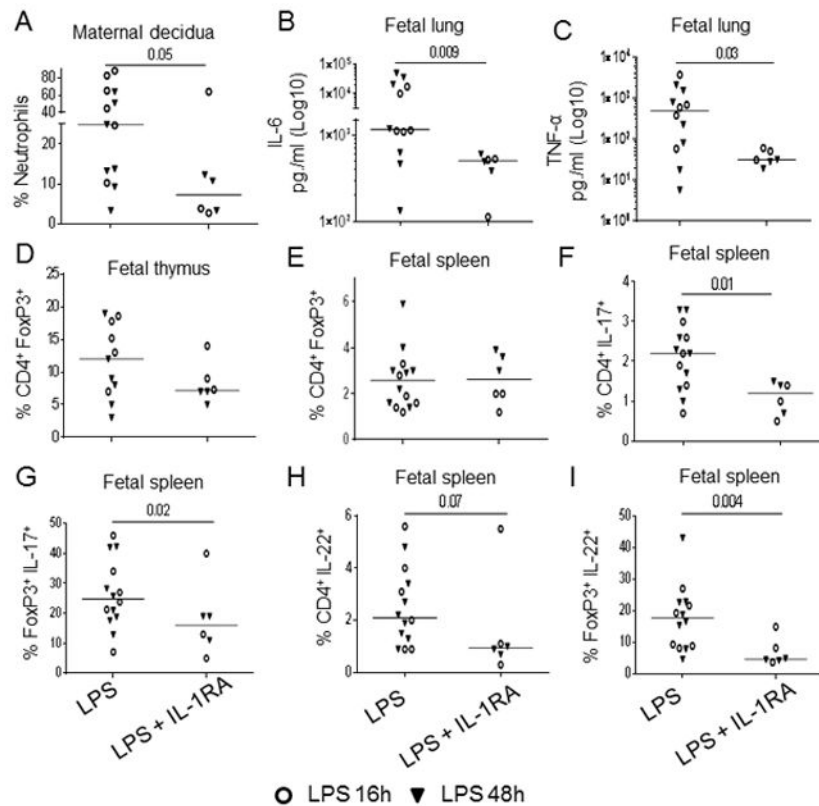 A
Maternal decidua
0.05
% Neutrophils
80
60
40
20
10
0
B
Fetal lung
0.009
IL-6
pg./ml (Log10)
1×10⁵
1×10⁴
1×10³
1×10²
C
Fetal lung
0.03
TNF-α
pg./ml (Log10)
1×10⁴
1×10³
1×10²
1×10¹
1×10⁰
D
Fetal thymus
% CD4⁺ FoxP3⁺
25
20
15
10
5
0
E
Fetal spleen
% CD4⁺ FoxP3⁺
6
4
2
0
F
Fetal spleen
0.01
% CD4⁺ IL-17⁺
4
3
2
1
0
G
Fetal spleen
0.02
% FoxP3⁺ IL-17⁺
50
40
30
20
10
0
LPS
LPS + IL-1RA
H
Fetal spleen
0.07
% CD4⁺ IL-22⁺
6
4
2
0
LPS
LPS + IL-1RA
I
Fetal spleen
0.004
% FoxP3⁺ IL-22⁺
50
40
30
20
10
0
LPS
LPS + IL-1RA
LPS 16h LPS 48h